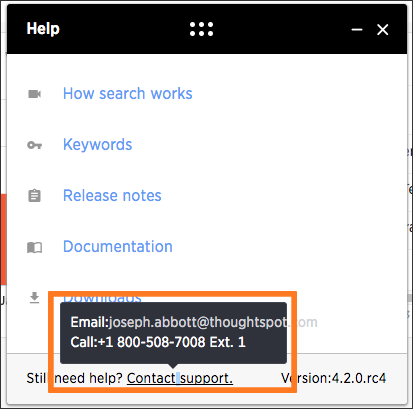 Help
How search works
Keywords
Release notes
Documentation
Downloads
Email:joseph.abbott@thoughtspot.com
Call:+1 800-508-7008 Ext. 1
Still need help? Contact support.
Version:4.2.0.rc4